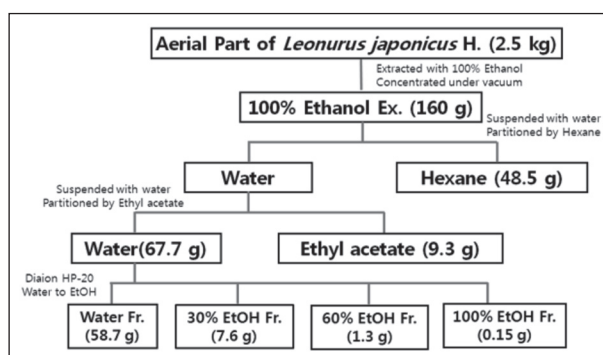 Aerial Part of Leonurus japonicus H. (2.5 kg)
Extracted with 100% Ethanol
Concentrated under vacuum
100% Ethanol Ex. (160 g)
Suspended with water
Partitioned by Hexane
Water
Hexane (48.5 g)
Suspended with water
Partitioned by Ethyl acetate
Water(67.7 g)
Ethyl acetate (9.3 g)
Diaion HP-20
Water to EtOH
Water Fr.
(58.7 g)
30% EtOH Fr.
(7.6 g)
60% EtOH Fr.
(1.3 g)
100% EtOH Fr.
(0.15 g)